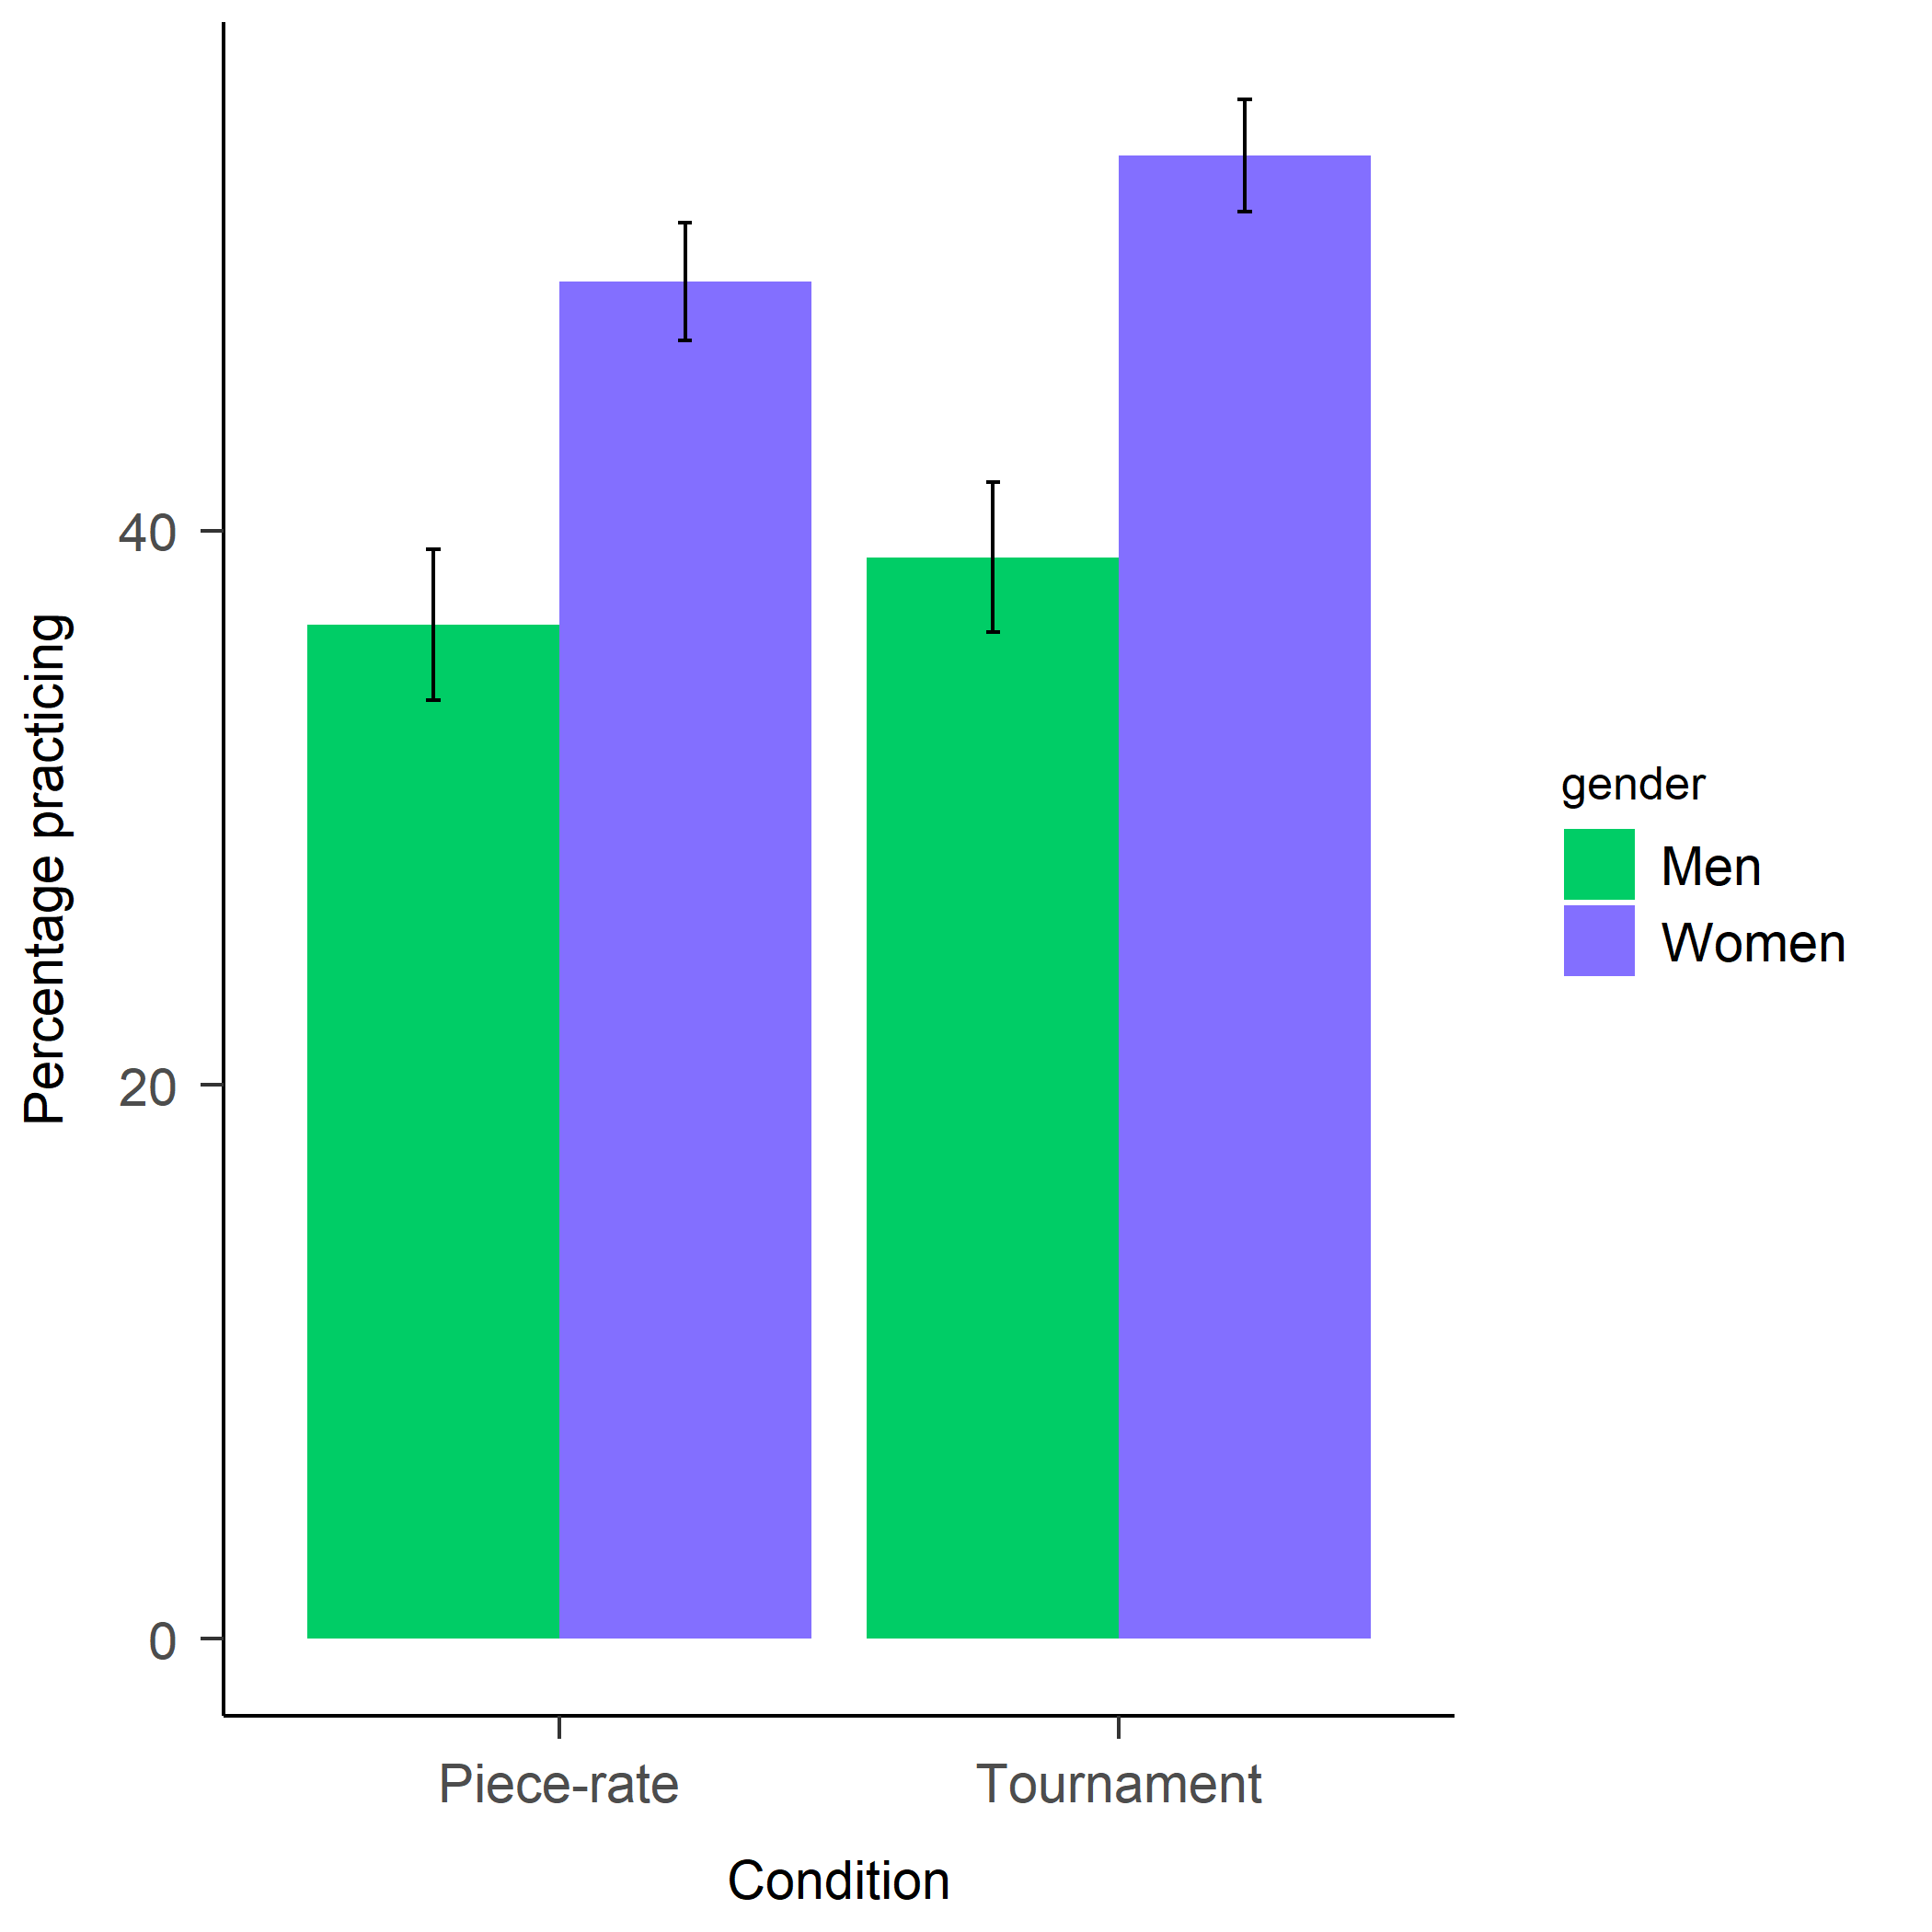 Percentage practicing
40
20
0
Piece-rate
Tournament
Condition
gender
Men
Women